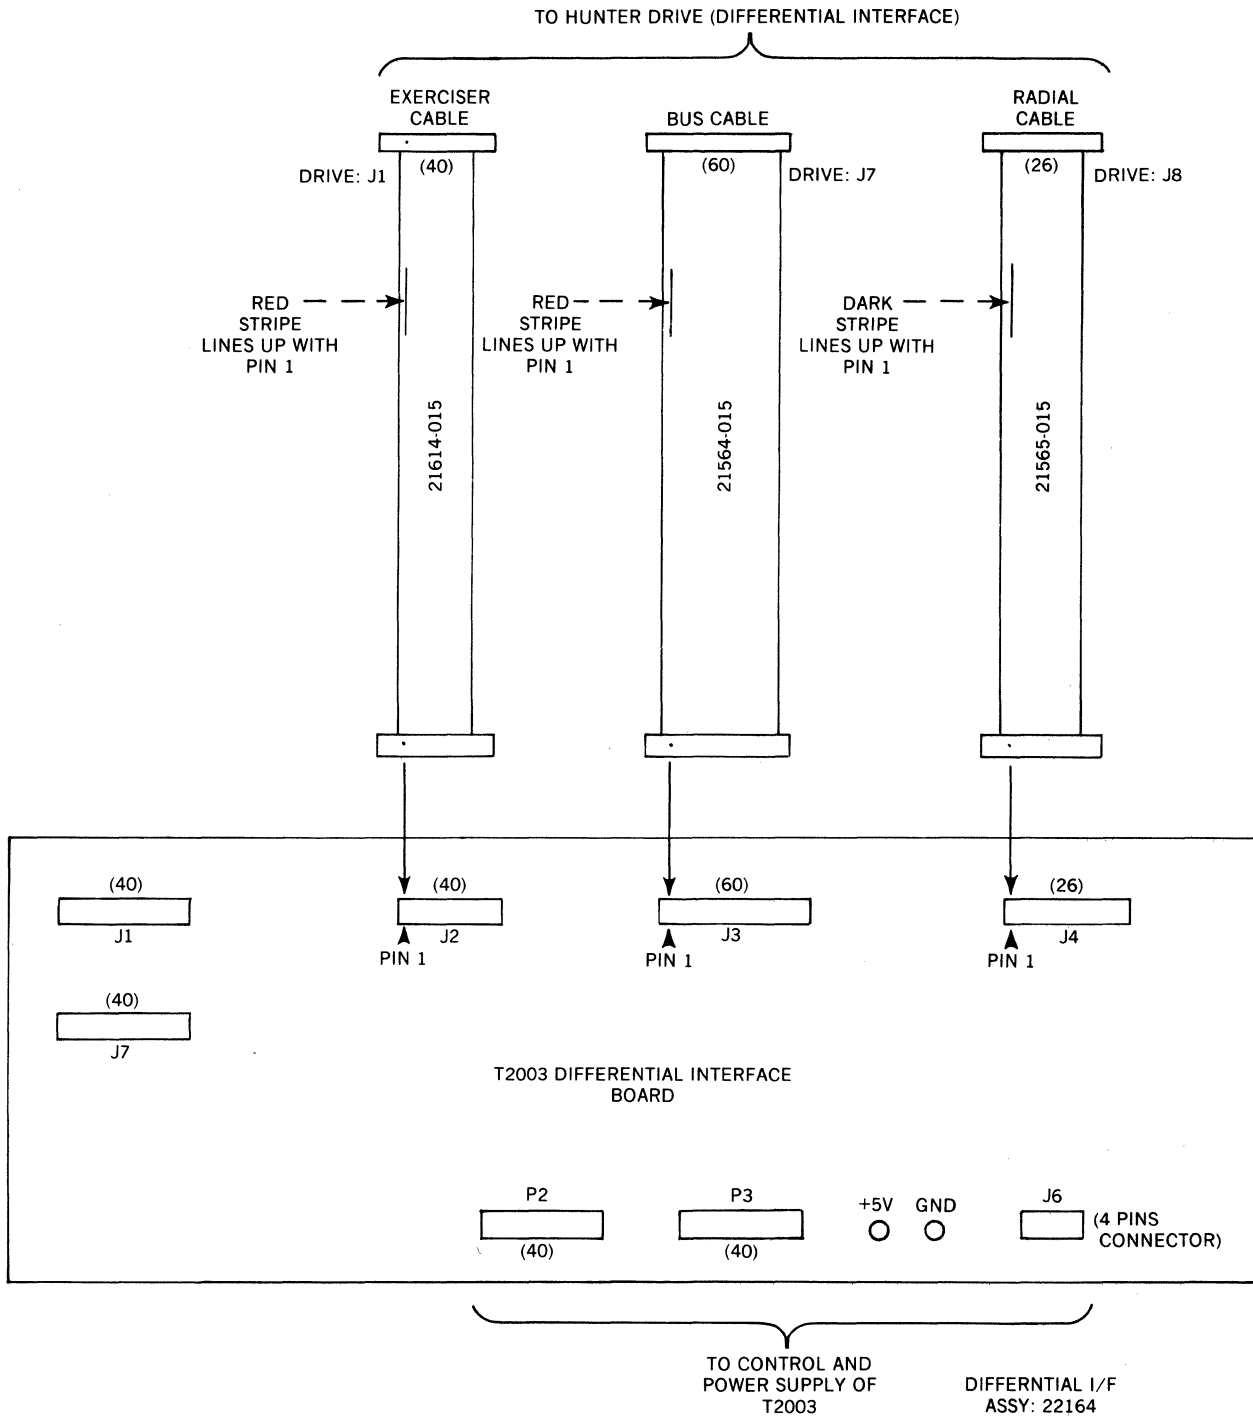 TO HUNTER DRIVE (DIFFERENTIAL INTERFACE)
EXERCISER
CABLE
BUS CABLE
RADIAL
CABLE
(40)
(60)
(26)
DRIVE: J1
DRIVE: J7
DRIVE: J8
RED
STRIPE
LINES UP WITH
PIN 1
RED
STRIPE
LINES UP WITH
PIN 1
DARK
STRIPE
LINES UP WITH
PIN 1
21614-015
21564-015
21565-015
(40)
J1
(40)
J2
PIN 1
(60)
J3
PIN 1
(26)
J4
PIN 1
(40)
J7
T2003 DIFFERENTIAL INTERFACE
BOARD
P2
(40)
P3
(40)
+5V
GND
J6
(4 PINS
CONNECTOR)
TO CONTROL AND
POWER SUPPLY OF
T2003
DIFFERNTIAL I/F
ASSY: 22164